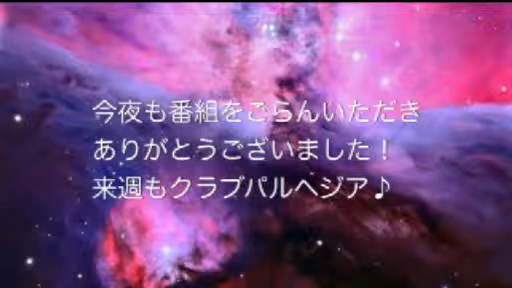 今夜も番組をごらんいただき
ありがとうございました！
来週もクラブパルヘジア♪